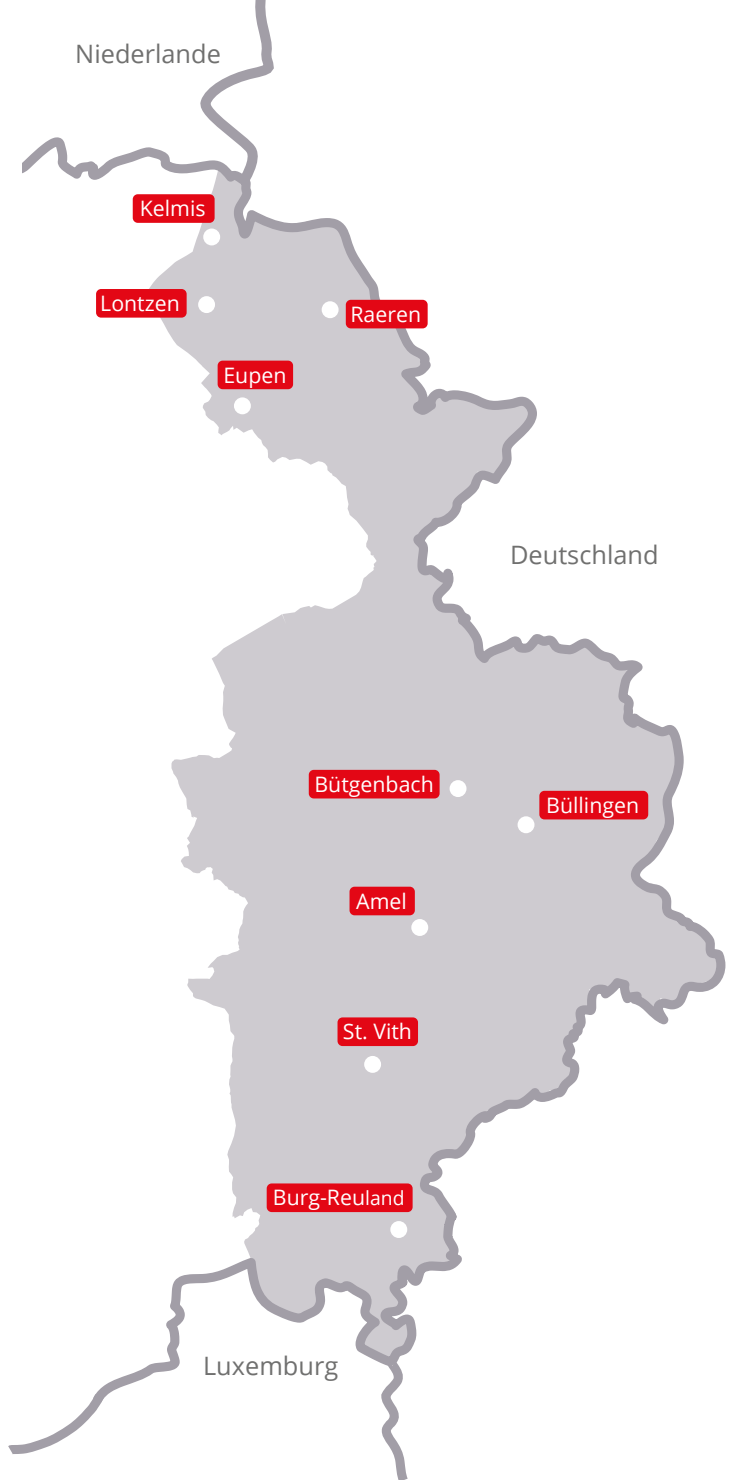 Niederlande
Kelmis
Lontzen
Raeren
Eupen
Deutschland
Bütgenbach
Büllingen
Amel
St. Vith
Burg-Reuland
Luxemburg